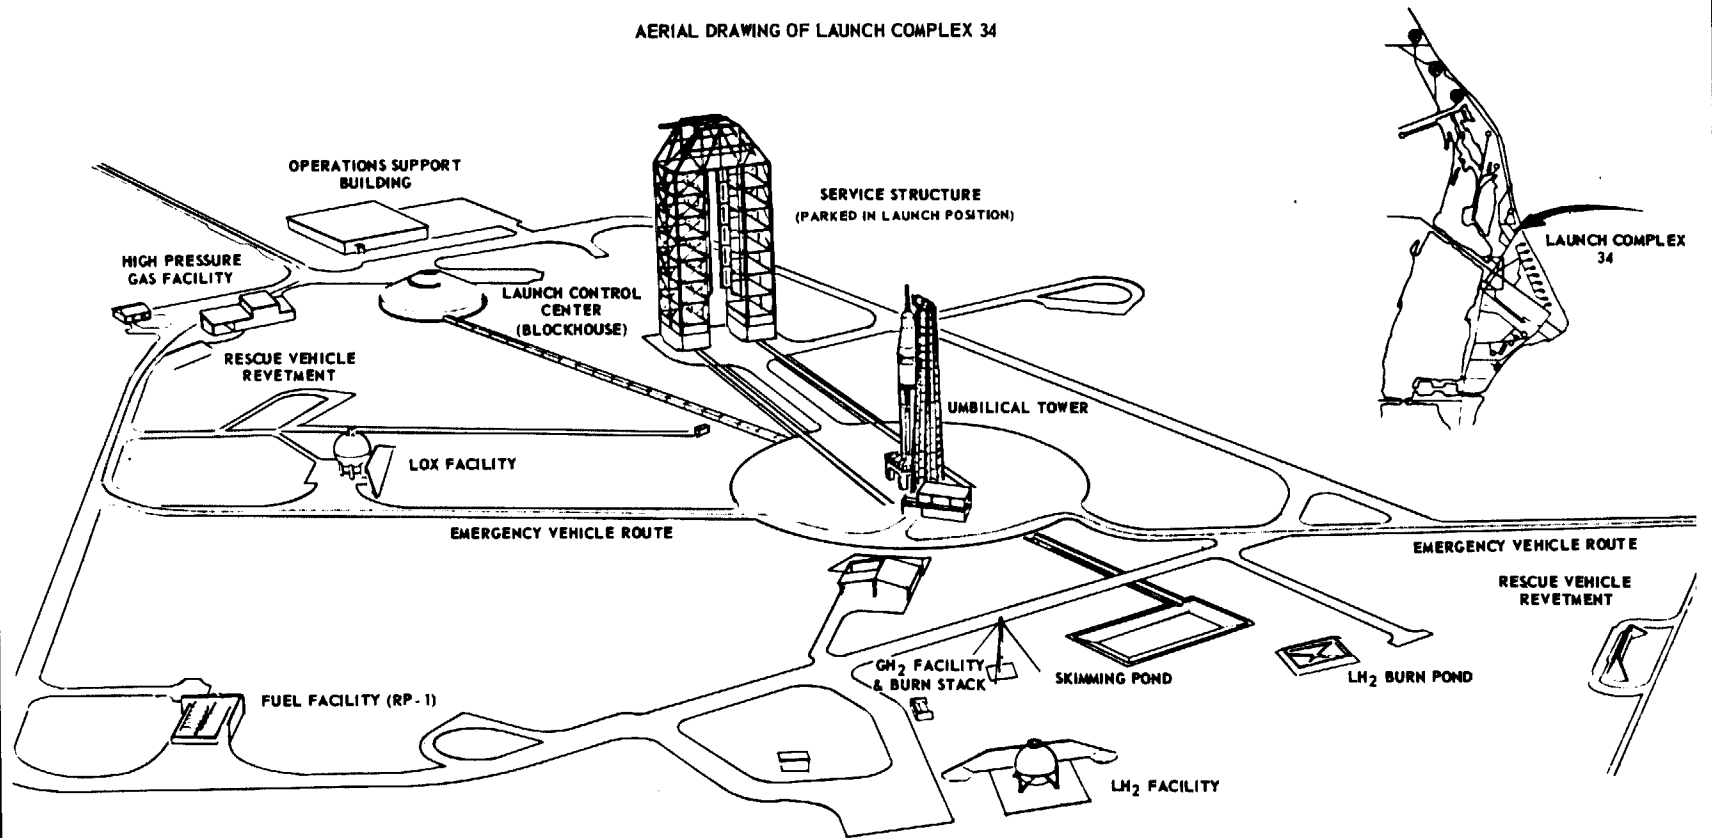 AERIAL DRAWING OF LAUNCH COMPLEX 34
OPERATIONS SUPPORT
BUILDING
SERVICE STRUCTURE
(PARKED IN LAUNCH POSITION)
LAUNCH COMPLEX
34
HIGH PRESSURE
GAS FACILITY
LAUNCH CONTROL
CENTER
(BLOCKHOUSE)
RESCUE VEHICLE
REVETMENT
UMBILICAL TOWER
LOX FACILITY
EMERGENCY VEHICLE ROUTE
EMERGENCY VEHICLE ROUTE
RESCUE VEHICLE
REVETMENT
GH2 FACILITY
& BURN STACK
SKIMMING POND
LH2 BURN POND
FUEL FACILITY (RP-1)
LH2 FACILITY